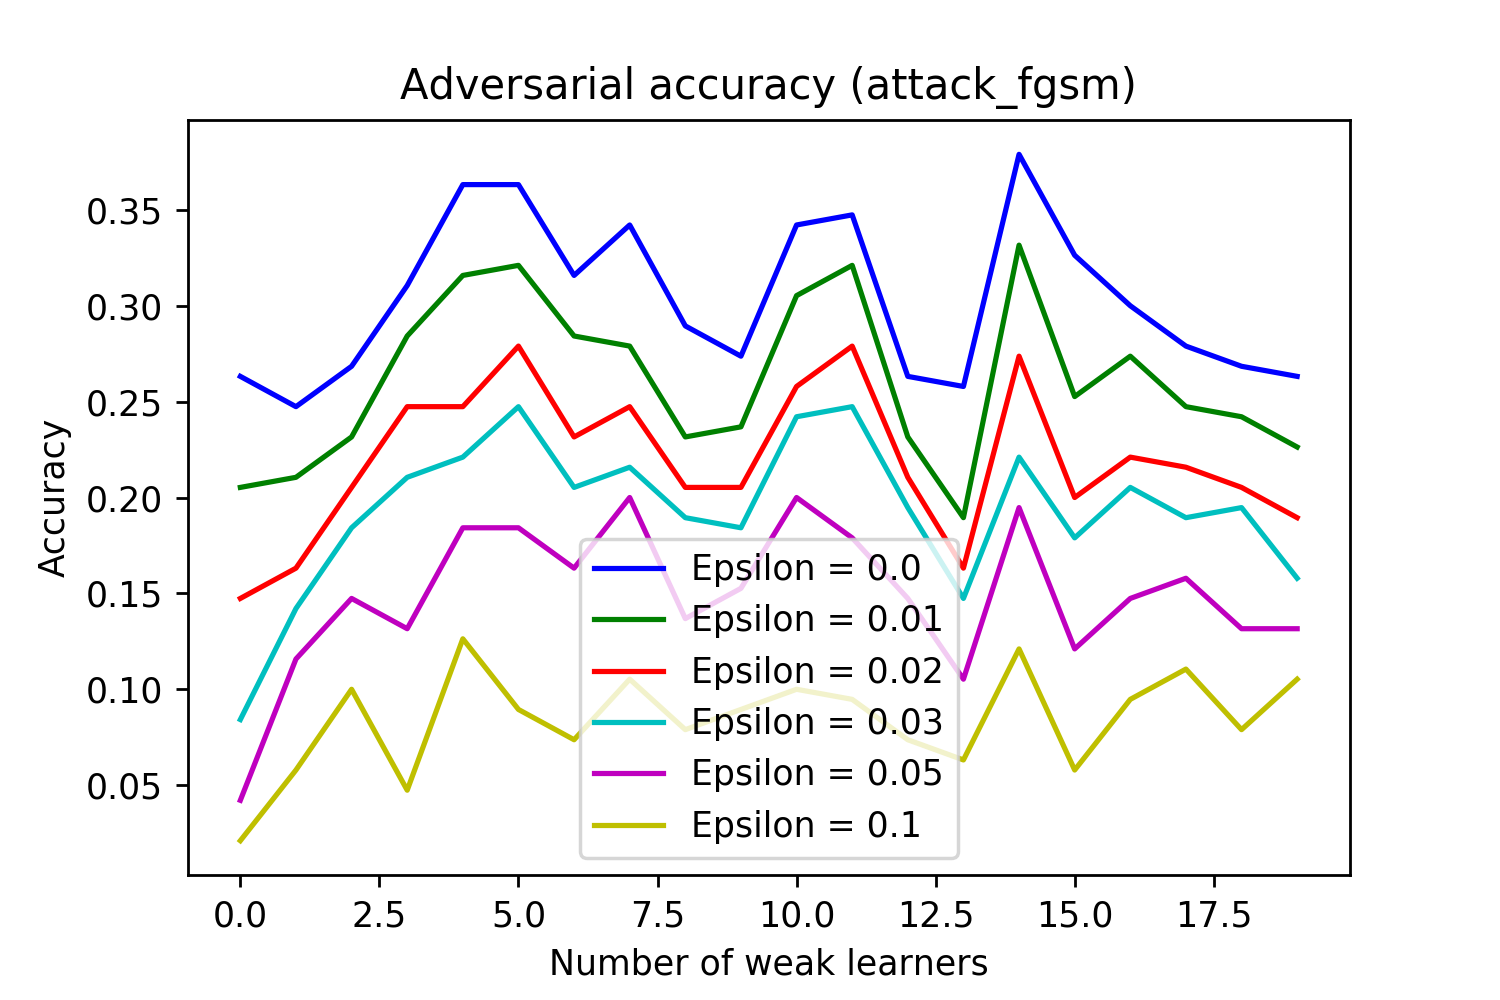 Adversarial accuracy (attack_fgsm)
0.35
0.30
0.25
0.20
0.15
0.10
0.05
Accuracy
Epsilon = 0.0
Epsilon = 0.01
Epsilon = 0.02
Epsilon = 0.03
Epsilon = 0.05
Epsilon = 0.1
0.0 2.5 5.0 7.5 10.0 12.5 15.0 17.5
Number of weak learners